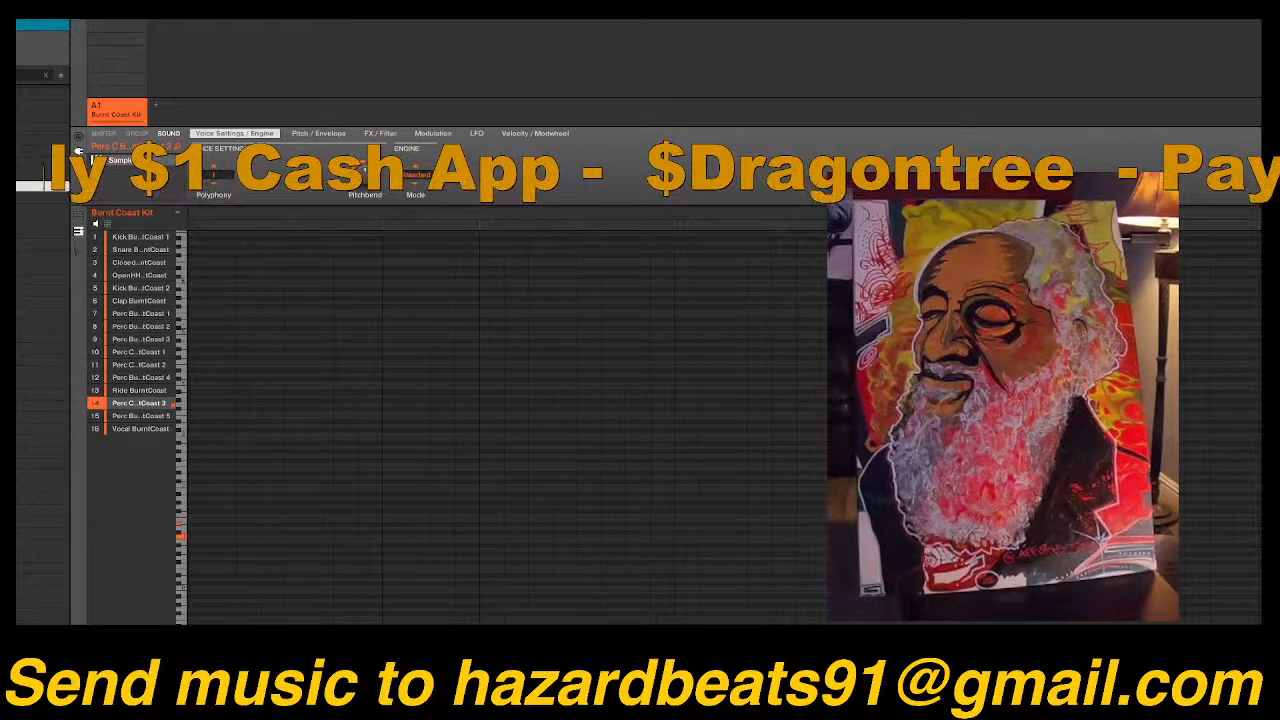 A1
Burnt Coast Kit
+
MASTER GROUP SOUND Voice Settings / Engine Pitch / Envelope FX / Filter Modulation LFO Velocity / Modwheel
ENGINE
ly $1 Cash App - $Dragontree - Pay
Polyphony Pitchbend Mode
Burnt Coast Kit
1 Kick Bu...tCoast 1
2 Snare B...ntCoast
3 Closed...ntCoast
4 OpenHH...tCoast
5 Kick Bu...tCoast 2
6 Clap BurntCoast
7 Perc Bu...tCoast 1
8 Perc Bu...tCoast 2
9 Perc Bu...tCoast 3
10 Perc C...tCoast 1
11 Perc C...tCoast 2
12 Perc Bu...tCoast 4
13 Ride BurntCoast
14 Perc C...tCoast 3
15 Perc Bu...tCoast 5
16 Vocal BurntCoast
Send music to hazardbeats91@gmail.com